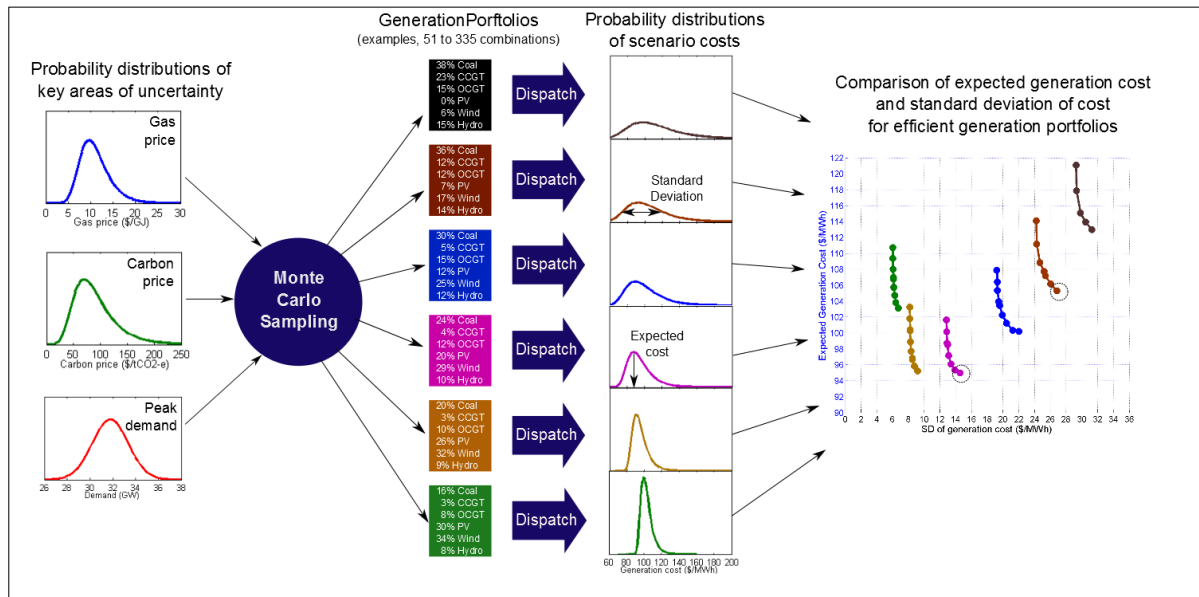 GenerationPorftolios
(examples, 51 to 335 combinations)
Probability distributions
of scenario costs
Probability distributions of
key areas of uncertainty
Comparison of expected generation cost
and standard deviation of cost
for efficient generation portfolios
Gas
price
0 5 10 15 20 25 30
Gas price ($/GJ)
Carbon
price
0 50 100 150 200 250
Carbon price ($/tCO2-e)
Peak
demand
26 28 30 32 34 36 38
Demand (GW)
Monte
Carlo
Sampling
38% Coal
23% CCGT
15% OCGT
0% PV
6% Wind
15% Hydro
Dispatch
36% Coal
12% CCGT
12% OCGT
7% PV
17% Wind
14% Hydro
Dispatch
30% Coal
5% CCGT
15% OCGT
12% PV
25% Wind
12% Hydro
Dispatch
24% Coal
4% CCGT
12% OCGT
20% PV
29% Wind
10% Hydro
Dispatch
20% Coal
3% CCGT
10% OCGT
26% PV
32% Wind
9% Hydro
Dispatch
16% Coal
3% CCGT
8% OCGT
30% PV
34% Wind
8% Hydro
Dispatch
Standard
Deviation
Expected
cost
60 80 100 120 140 160 180 200
Generation cost ($/MWh)
Expected Generation Cost ($/MWh)
122
120
118
116
114
112
110
108
106
104
102
100
98
96
94
92
90
0 2 4 6 8 10 12 14 16 18 20 22 24 26 28 30 32 34 36
SD of generation cost ($/MWh)